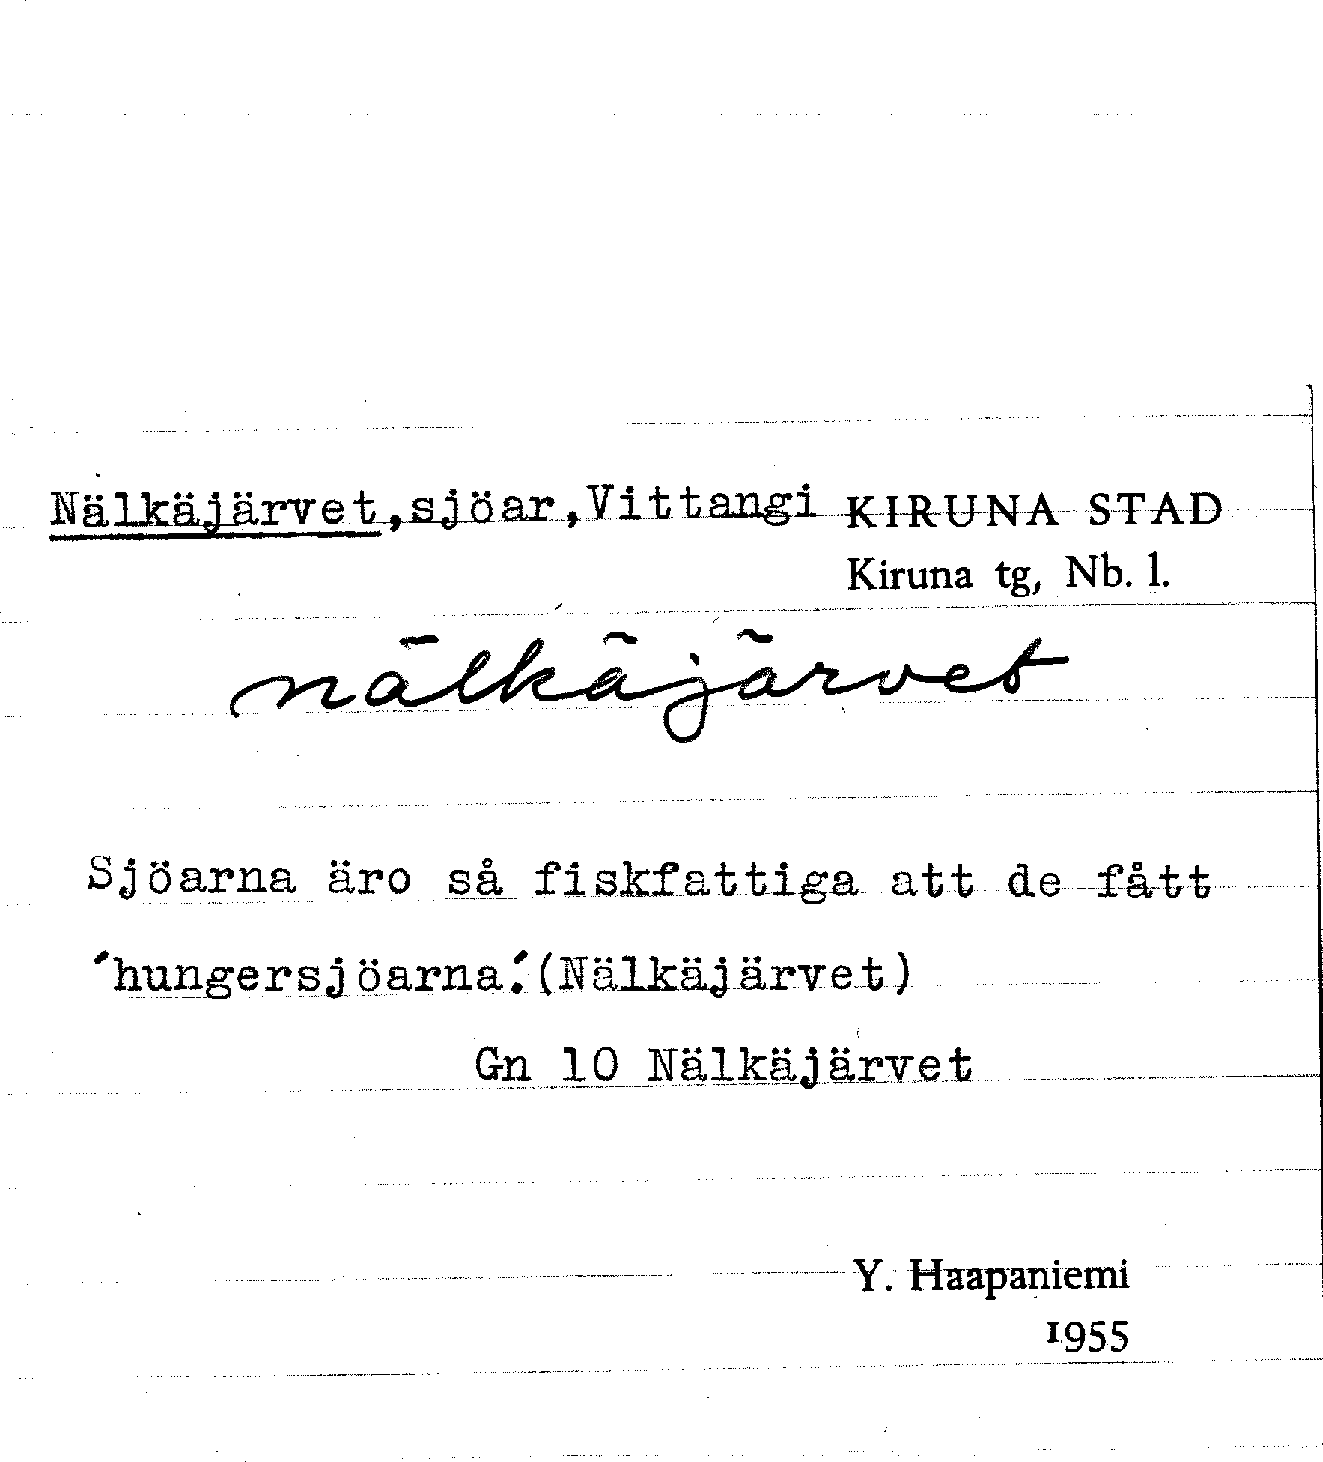 Nälkäjärvet,sjöar,Vittangi KIRUNA STAD
Kiruna tg, Nb. l.
nälkäjärvet
Sjöarna äro så fiskfattiga att de fått
"hungersjöarna".(Nälkäjärvet)
Gn 10 Nälkäjärvet
Y. Haapaniemi
1955